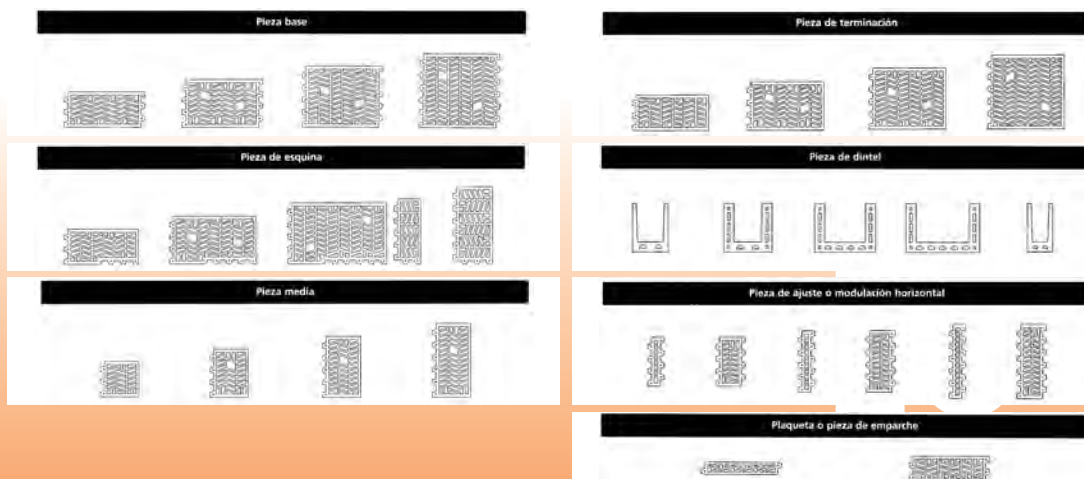 Pieza base
Pieza de terminación
Pieza de esquina
Pieza de dintel
Pieza media
Pieza de ajuste o modulación horizontal
Plaqueta o pieza de emparche